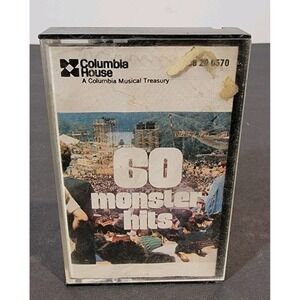 Columbia
House
A Columbia Musical Treasury
60
monster
hits